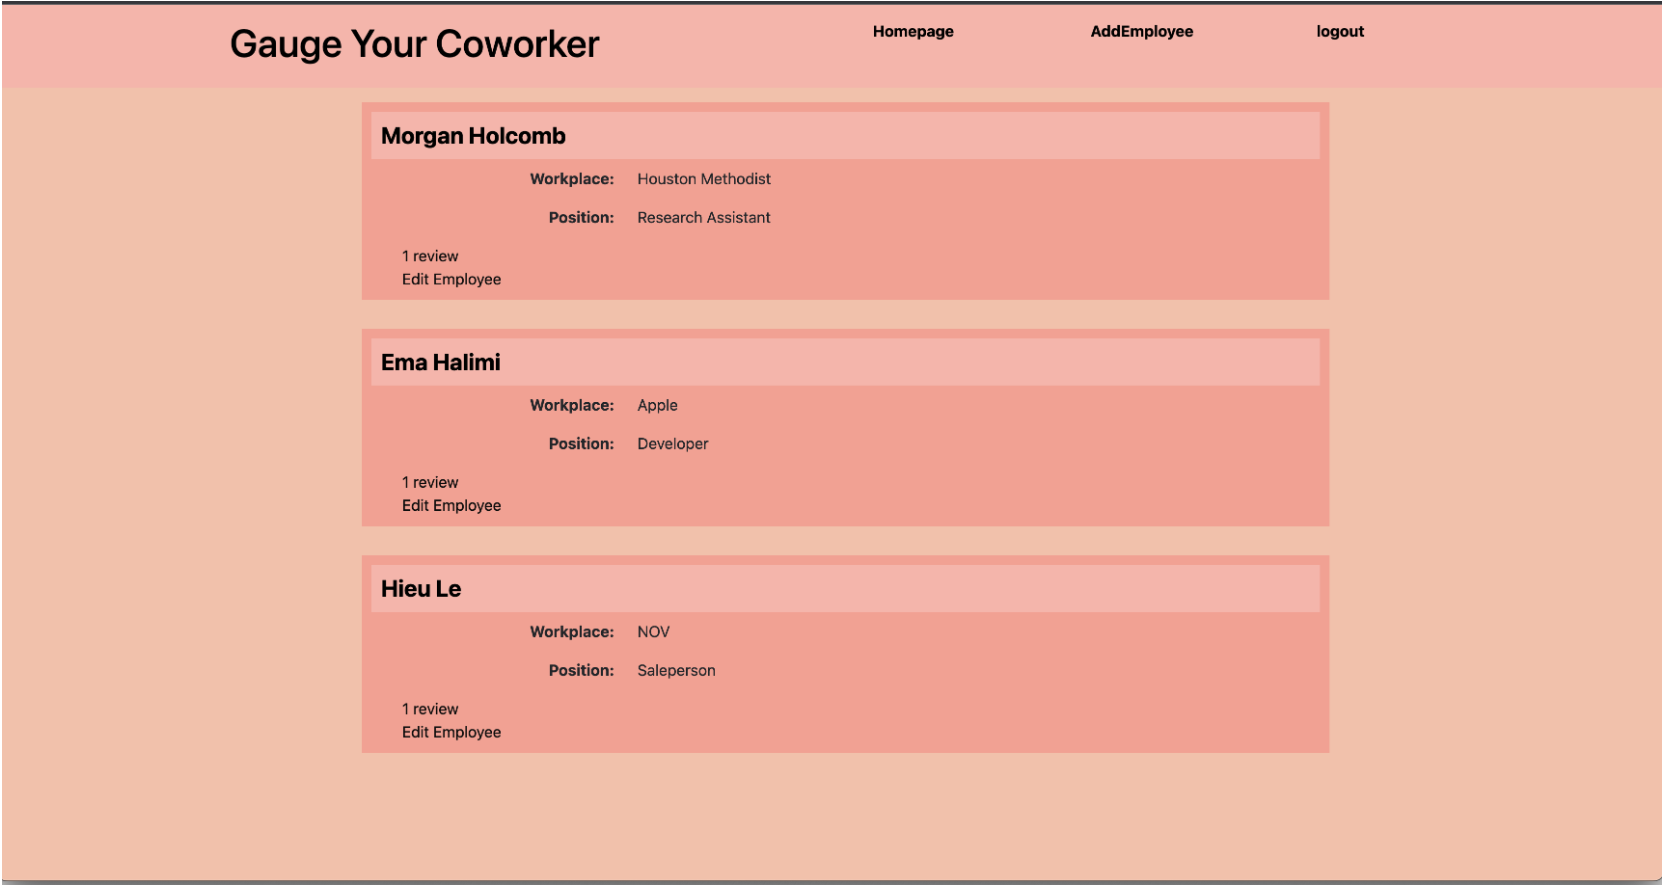 Gauge Your Coworker
Homepage AddEmployee logout
Morgan Holcomb
Workplace: Houston Methodist
Position: Research Assistant
1 review
Edit Employee
Ema Halimi
Workplace: Apple
Position: Developer
1 review
Edit Employee
Hieu Le
Workplace: NOV
Position: Saleperson
1 review
Edit Employee